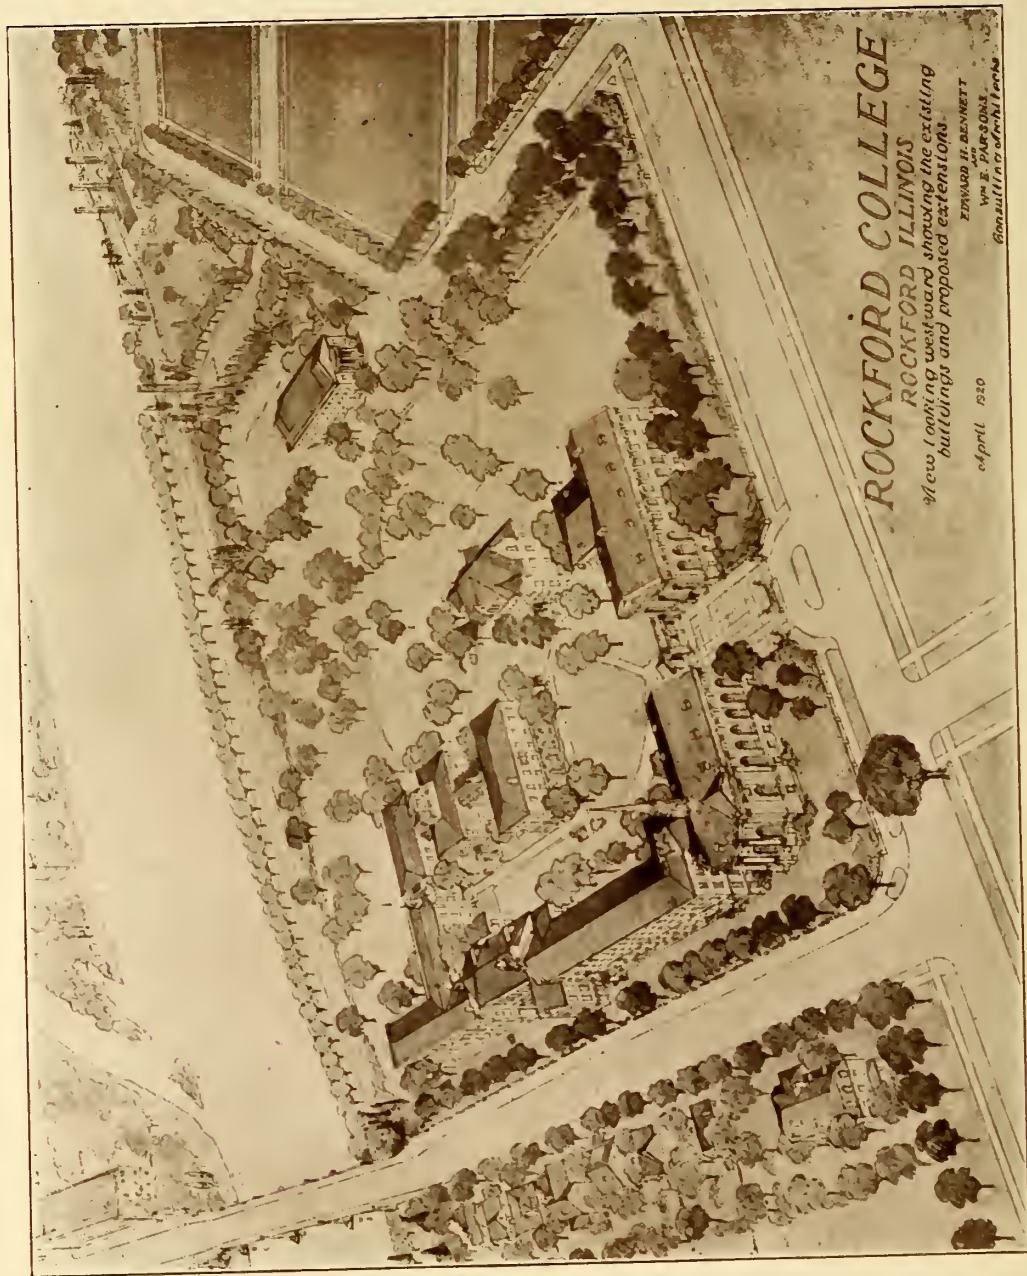 ROCKFORD COLLEGE
ROCKFORD ILLINOIS
View looking westward showing the existing
buildings and proposed extensions.
EDWARD H. BENNETT
AND
WM E. PARSONS
Consulting Architects
April 1920